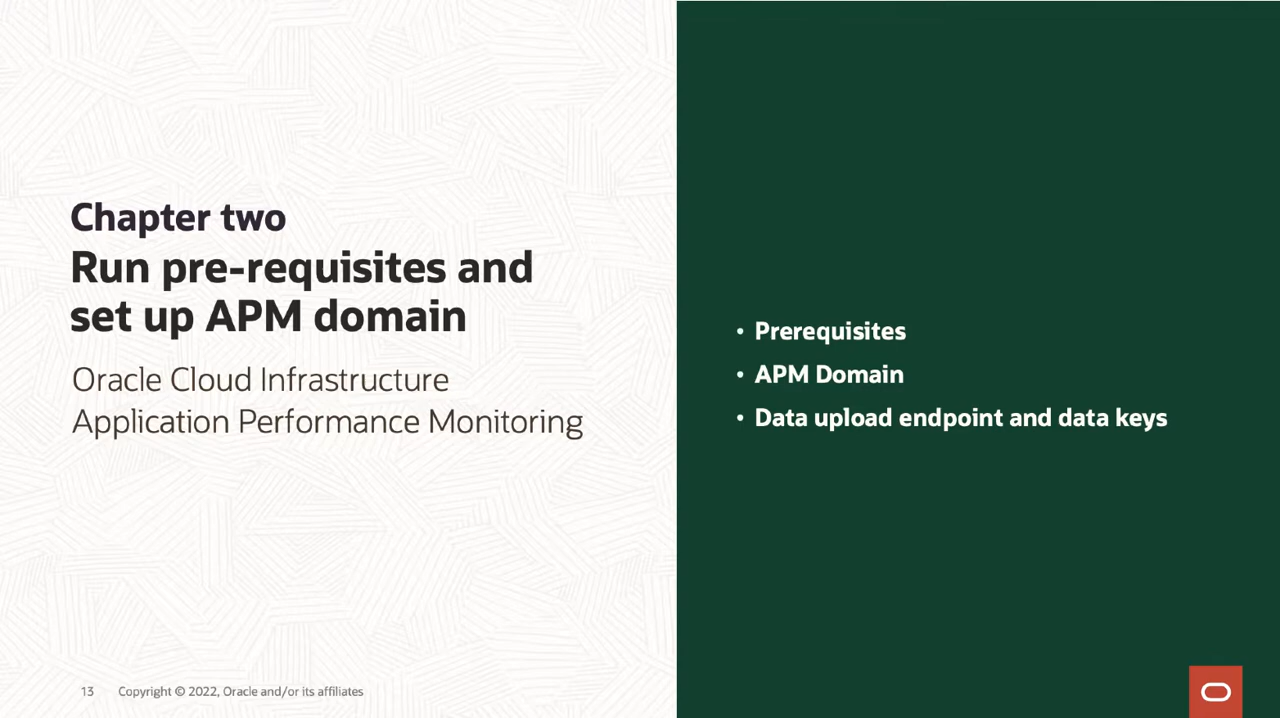 Chapter two
Run pre-requisites and
set up APM domain
Oracle Cloud Infrastructure
Application Performance Monitoring
• Prerequisites
• APM Domain
• Data upload endpoint and data keys
13 Copyright © 2022, Oracle and/or its affiliates